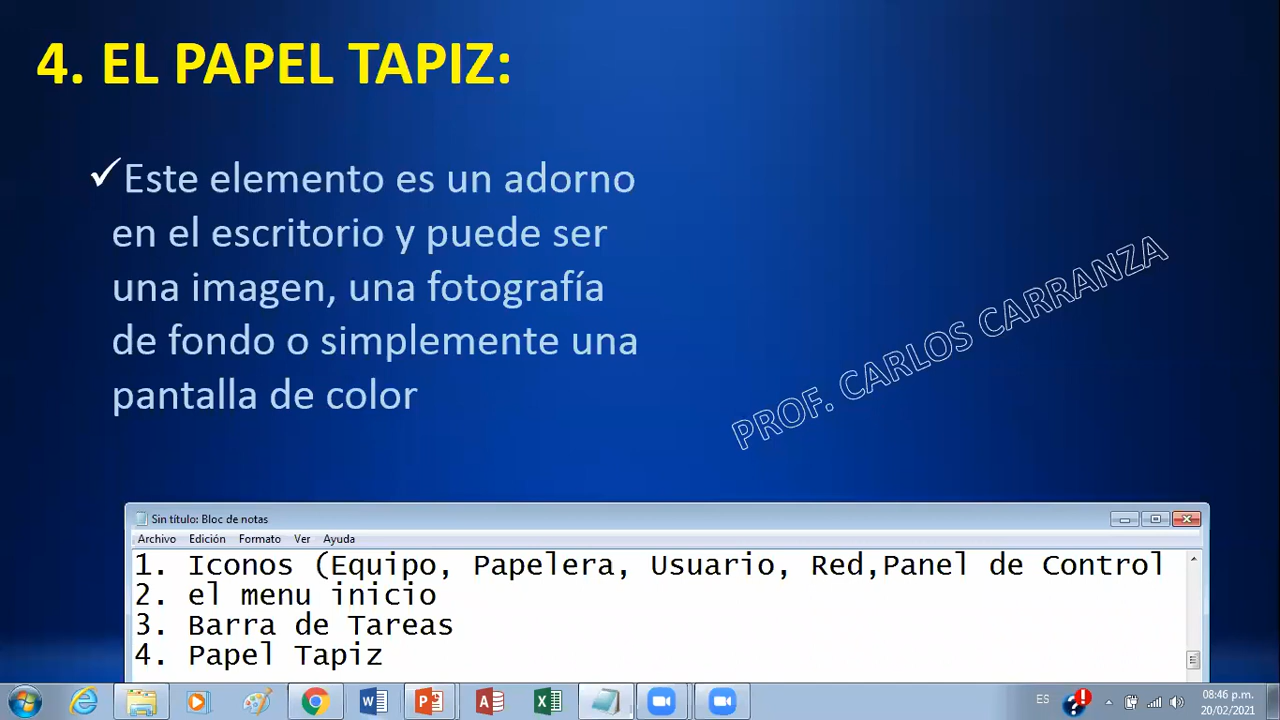 4. EL PAPEL TAPIZ:
✓Este elemento es un adorno
en el escritorio y puede ser
una imagen, una fotografía
de fondo o simplemente una
pantalla de color
PROF. CARLOS CARRANZA
Sin título: Bloc de notas
Archivo Edición Formato Ver Ayuda
1. Iconos (Equipo, Papelera, Usuario, Red,Panel de Control
2. el menu inicio
3. Barra de Tareas
4. Papel Tapiz
ES
08:46 p.m.
20/02/2021